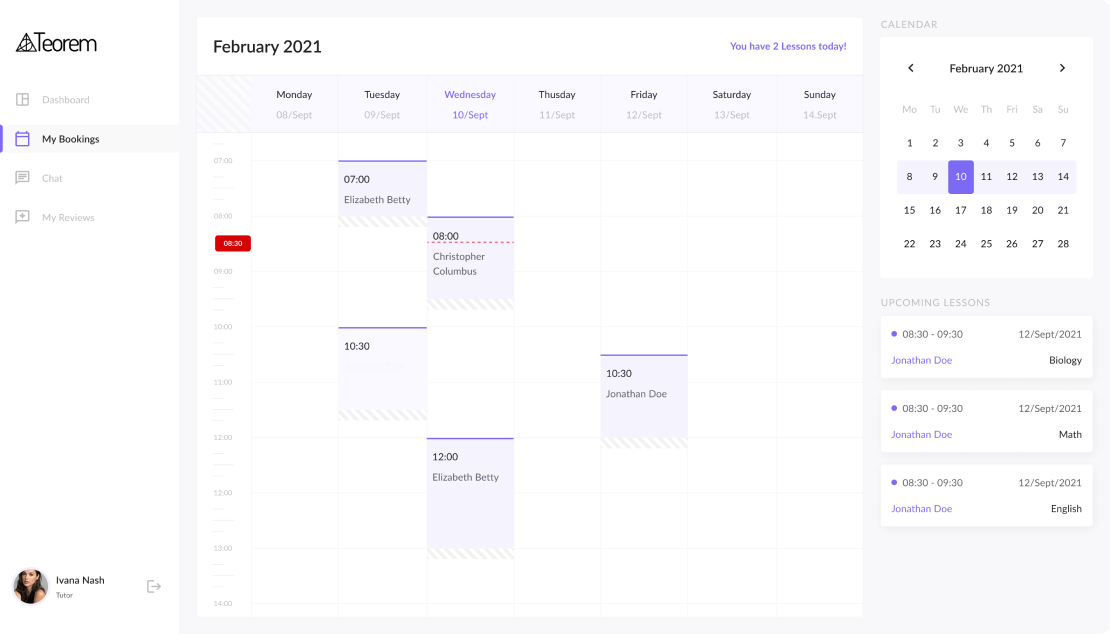 Teorem
Dashboard
My Bookings
Chat
My Reviews
Ivana Nash
Tutor
February 2021
You have 2 Lessons today!
Monday
08/Sept
Tuesday
09/Sept
Wednesday
10/Sept
Thusday
11/Sept
Friday
12/Sept
Saturday
13/Sept
Sunday
14.Sept
07:00
08:00
08:30
09:00
10:00
11:00
12:00
12:00
13:00
14:00
07:00
Elizabeth Betty
10:30
08:00
Christopher
Columbus
12:00
Elizabeth Betty
10:30
Jonathan Doe
CALENDAR
February 2021
Mo Tu We Th Fri Sa Su
1 2 3 4 5 6 7
8 9 10 11 12 13 14
15 16 17 18 19 20 21
22 23 24 25 26 27 28
UPCOMING LESSONS
08:30 - 09:30 12/Sept/2021
Jonathan Doe Biology
08:30 - 09:30 12/Sept/2021
Jonathan Doe Math
08:30 - 09:30 12/Sept/2021
Jonathan Doe English